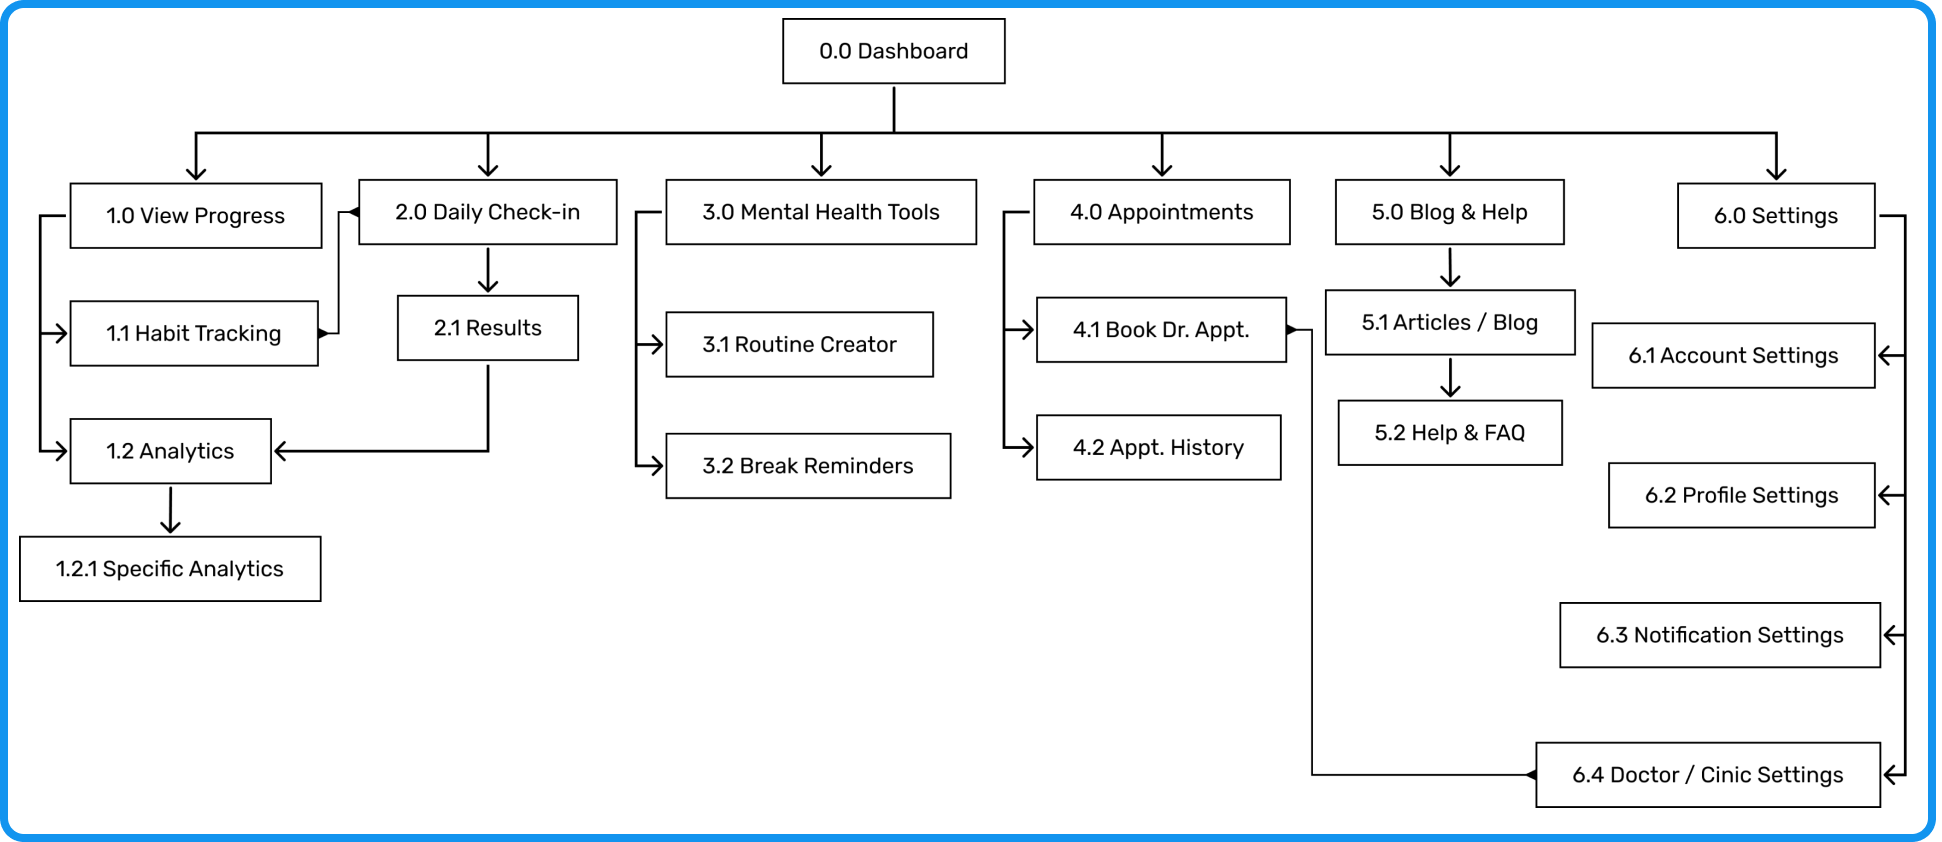 0.0 Dashboard
1.0 View Progress
2.0 Daily Check-in
3.0 Mental Health Tools
4.0 Appointments
5.0 Blog & Help
6.0 Settings
1.1 Habit Tracking
2.1 Results
3.1 Routine Creator
4.1 Book Dr. Appt.
5.1 Articles / Blog
6.1 Account Settings
1.2 Analytics
3.2 Break Reminders
4.2 Appt. History
5.2 Help & FAQ
6.2 Profile Settings
1.2.1 Specific Analytics
6.3 Notification Settings
6.4 Doctor / Cinic Settings